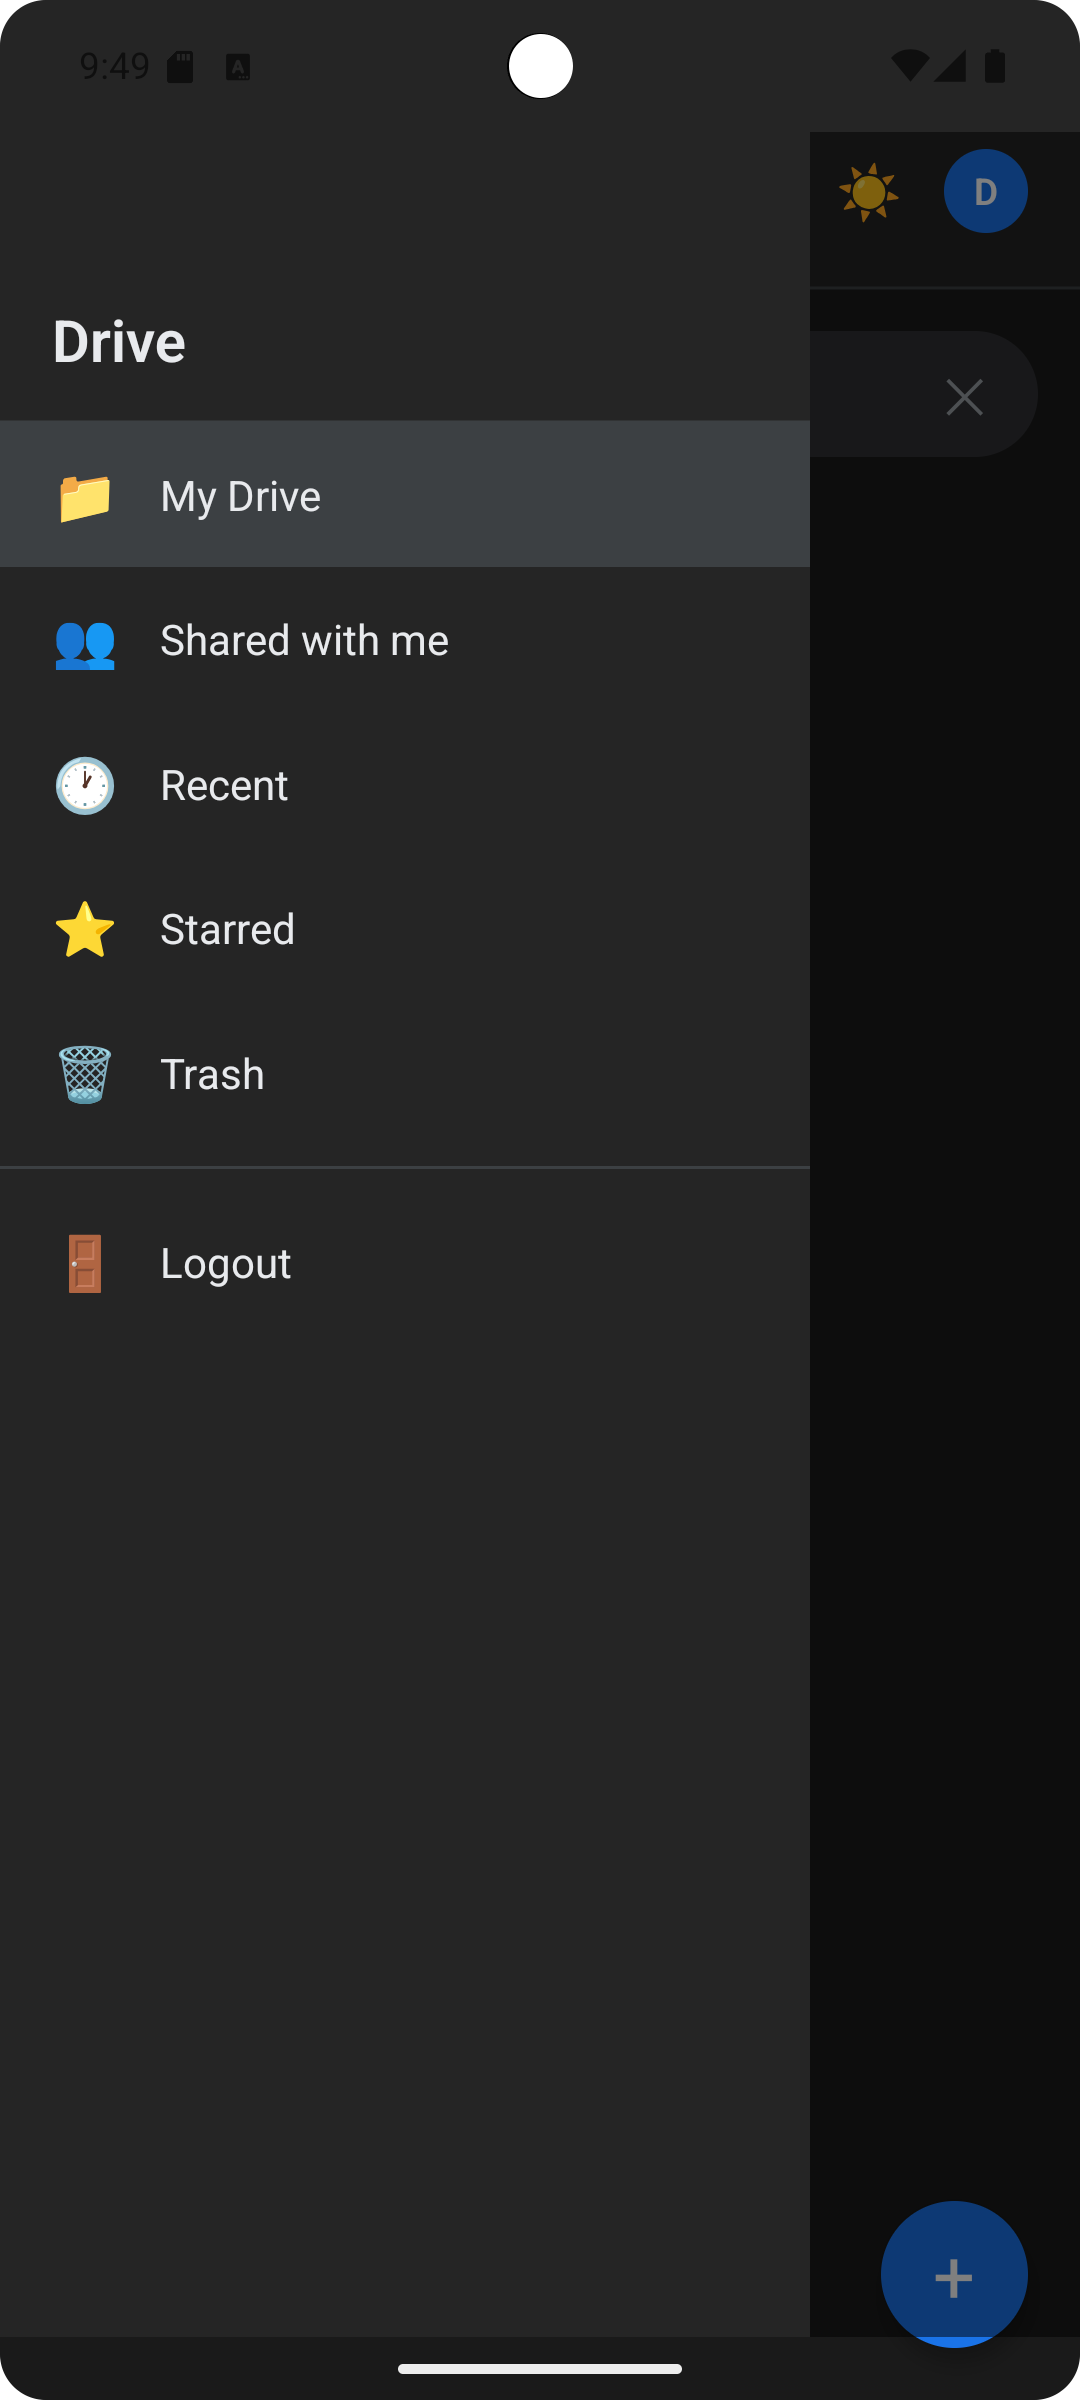 9:49
D
Drive
My Drive
Shared with me
Recent
Starred
Trash
Logout
+